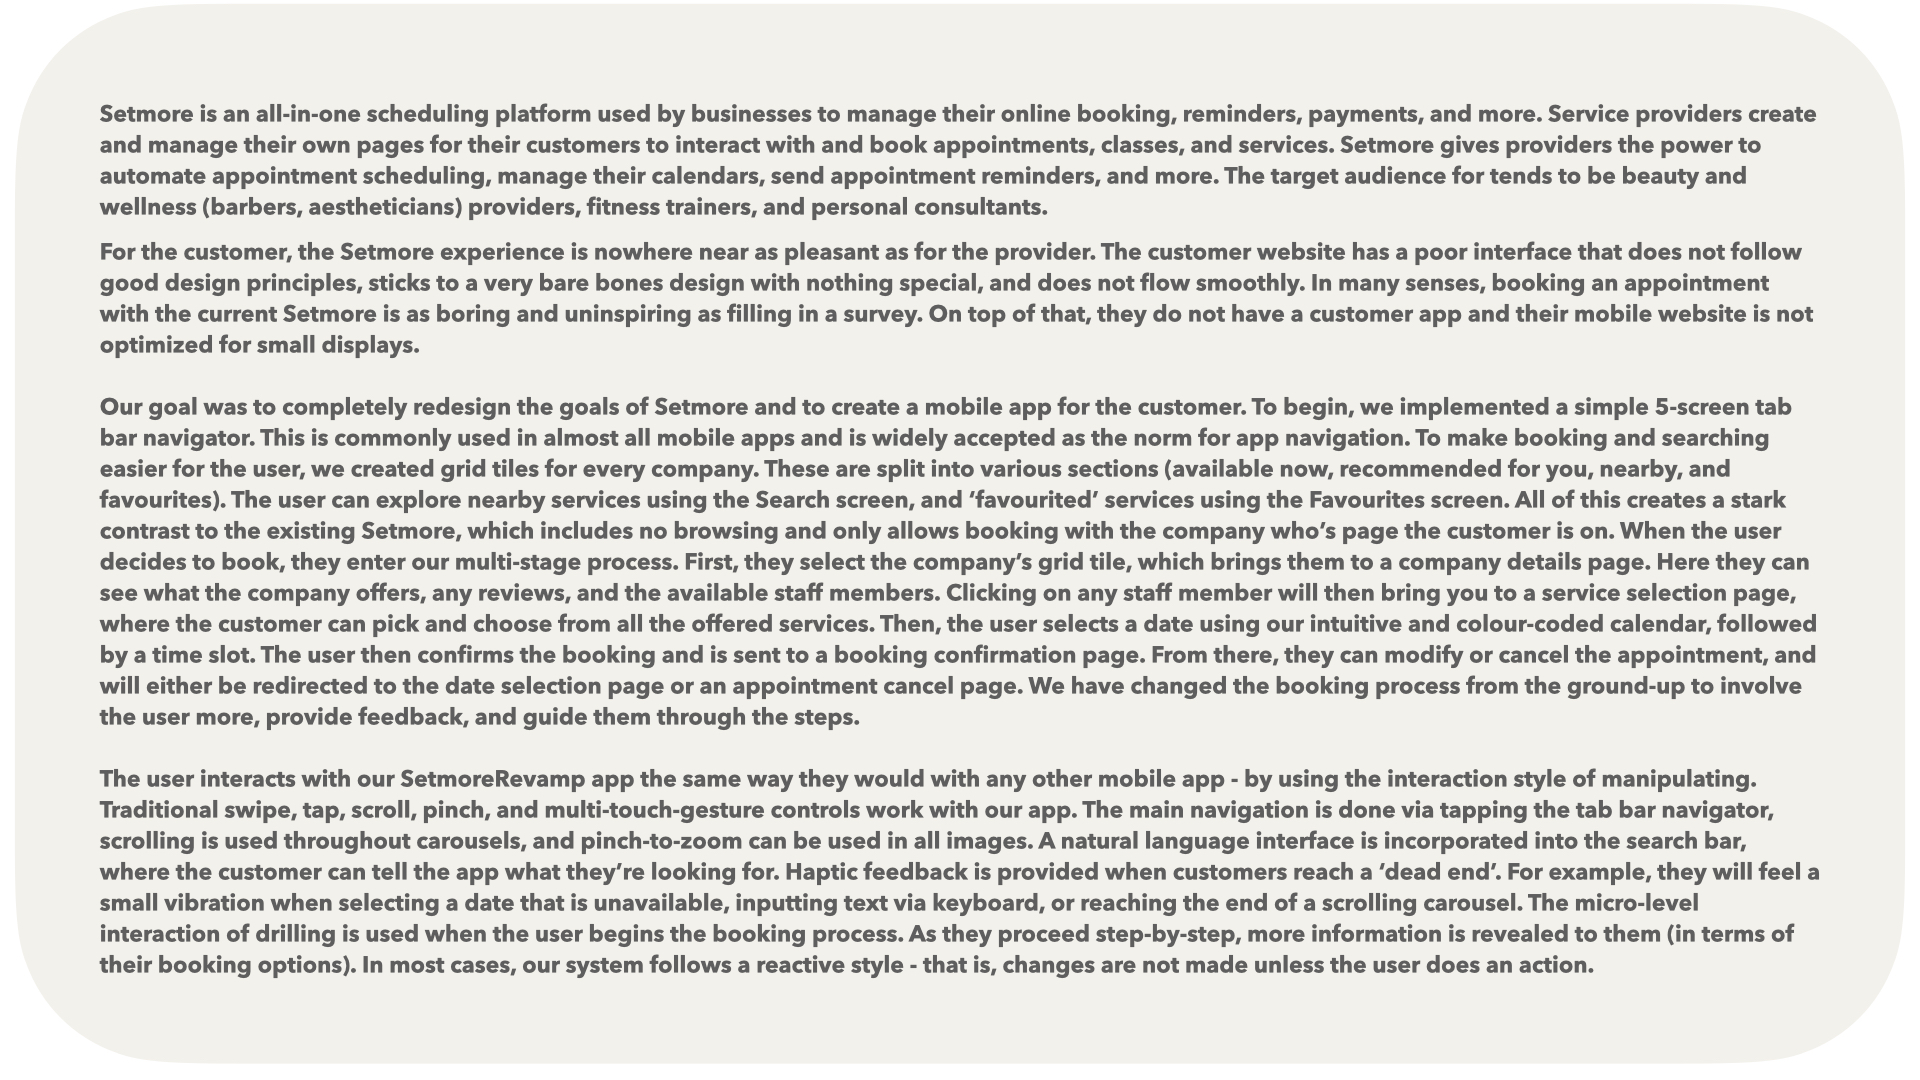 Setmore is an all-in-one scheduling platform used by businesses to manage their online booking, reminders, payments, and more. Service providers create
and manage their own pages for their customers to interact with and book appointments, classes, and services. Setmore gives providers the power to
automate appointment scheduling, manage their calendars, send appointment reminders, and more. The target audience for tends to be beauty and
wellness (barbers, aestheticians) providers, fitness trainers, and personal consultants.
For the customer, the Setmore experience is nowhere near as pleasant as for the provider. The customer website has a poor interface that does not follow
good design principles, sticks to a very bare bones design with nothing special, and does not flow smoothly. In many senses, booking an appointment
with the current Setmore is as boring and uninspiring as filling in a survey. On top of that, they do not have a customer app and their mobile website is not
optimized for small displays.
Our goal was to completely redesign the goals of Setmore and to create a mobile app for the customer. To begin, we implemented a simple 5-screen tab
bar navigator. This is commonly used in almost all mobile apps and is widely accepted as the norm for app navigation. To make booking and searching
easier for the user, we created grid tiles for every company. These are split into various sections (available now, recommended for you, nearby, and
favourites). The user can explore nearby services using the Search screen, and ‘favourited’ services using the Favourites screen. All of this creates a stark
contrast to the existing Setmore, which includes no browsing and only allows booking with the company who’s page the customer is on. When the user
decides to book, they enter our multi-stage process. First, they select the company’s grid tile, which brings them to a company details page. Here they can
see what the company offers, any reviews, and the available staff members. Clicking on any staff member will then bring you to a service selection page,
where the customer can pick and choose from all the offered services. Then, the user selects a date using our intuitive and colour-coded calendar, followed
by a time slot. The user then confirms the booking and is sent to a booking confirmation page. From there, they can modify or cancel the appointment, and
will either be redirected to the date selection page or an appointment cancel page. We have changed the booking process from the ground-up to involve
the user more, provide feedback, and guide them through the steps.
The user interacts with our SetmoreRevamp app the same way they would with any other mobile app - by using the interaction style of manipulating.
Traditional swipe, tap, scroll, pinch, and multi-touch-gesture controls work with our app. The main navigation is done via tapping the tab bar navigator,
scrolling is used throughout carousels, and pinch-to-zoom can be used in all images. A natural language interface is incorporated into the search bar,
where the customer can tell the app what they’re looking for. Haptic feedback is provided when customers reach a ‘dead end’. For example, they will feel a
small vibration when selecting a date that is unavailable, inputting text via keyboard, or reaching the end of a scrolling carousel. The micro-level
interaction of drilling is used when the user begins the booking process. As they proceed step-by-step, more information is revealed to them (in terms of
their booking options). In most cases, our system follows a reactive style - that is, changes are not made unless the user does an action.